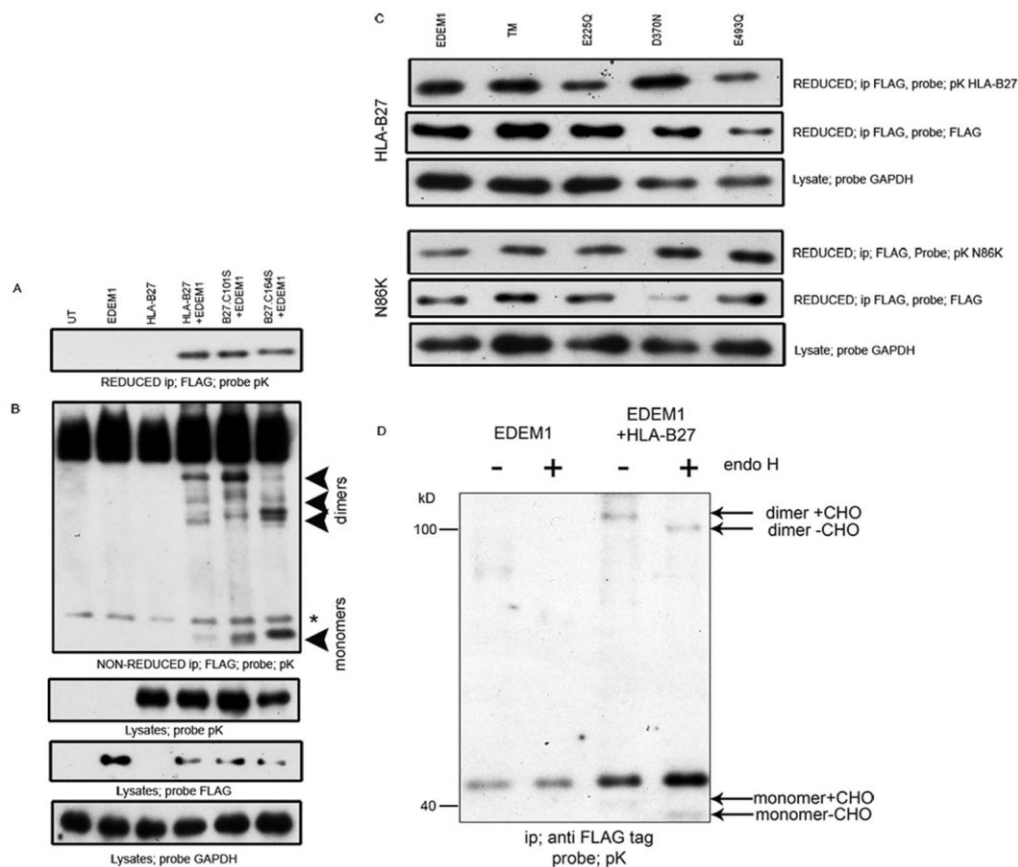 A
UT
EDEM1
HLA-B27
HLA-B27
+EDEM1
B27.C101S
+EDEM1
B27.C164S
+EDEM1
REDUCED ip; FLAG; probe pK
B
dimers
*
monomers
NON-REDUCED ip; FLAG; probe; pK
Lysates; probe pK
Lysates; probe FLAG
Lysates; probe GAPDH
C
EDEM1
TM
E225Q
D370N
E493Q
HLA-B27
REDUCED; ip FLAG, probe; pK HLA-B27
REDUCED; ip FLAG, probe; FLAG
Lysate; probe GAPDH
N86K
REDUCED; ip; FLAG, Probe; pK N86K
REDUCED; ip FLAG, probe; FLAG
Lysate; probe GAPDH
D
EDEM1
EDEM1
+HLA-B27
- + - + endo H
kD
100
40
dimer +CHO
dimer -CHO
monomer+CHO
monomer-CHO
ip; anti FLAG tag
probe; pK